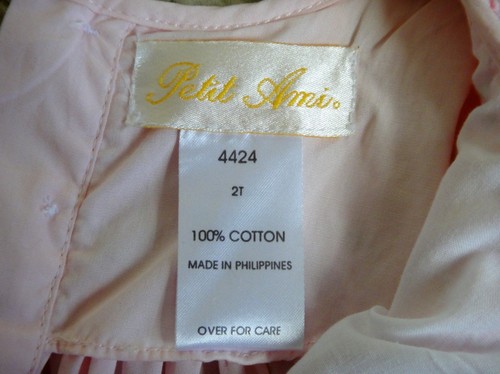 Petit Ami.
4424
2T
100% COTTON
MADE IN PHILIPPINES
OVER FOR CARE